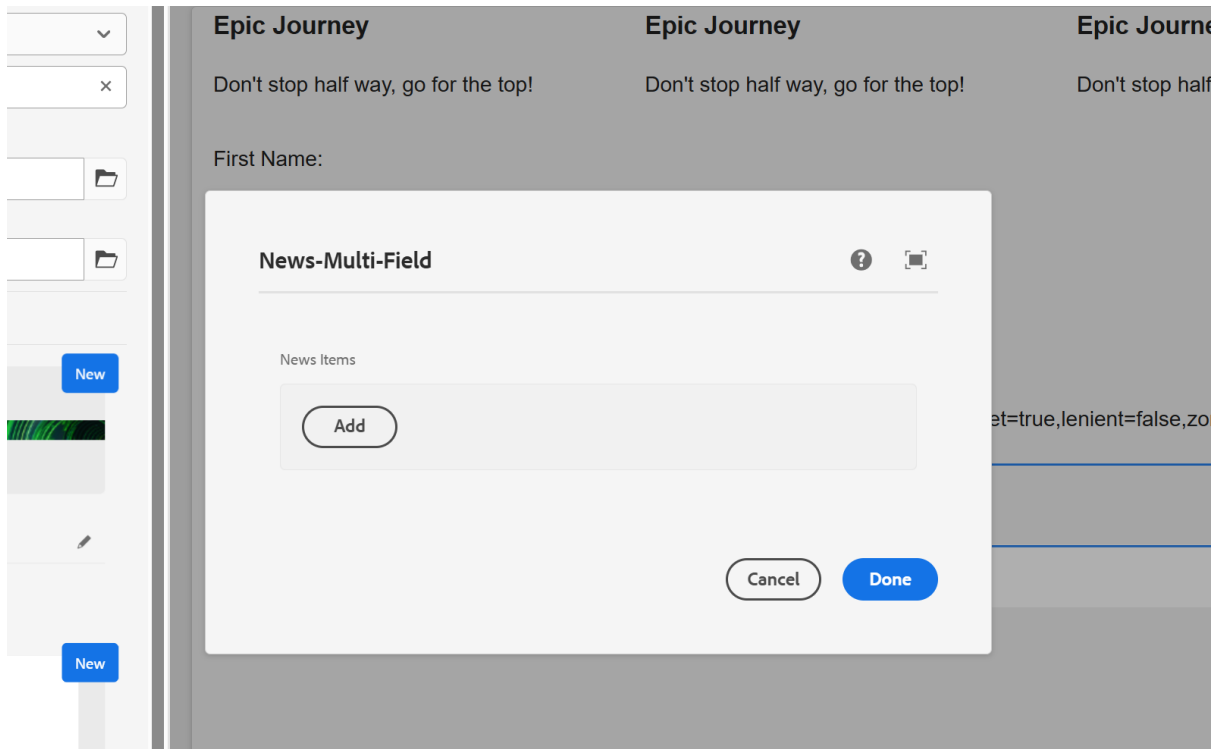 Epic Journey
Epic Journey
Epic Journe
Don't stop half way, go for the top!
Don't stop half way, go for the top!
Don't stop half
First Name:
News-Multi-Field
News Items
New
Add
et=true,lenient=false,zo
Cancel
Done
New